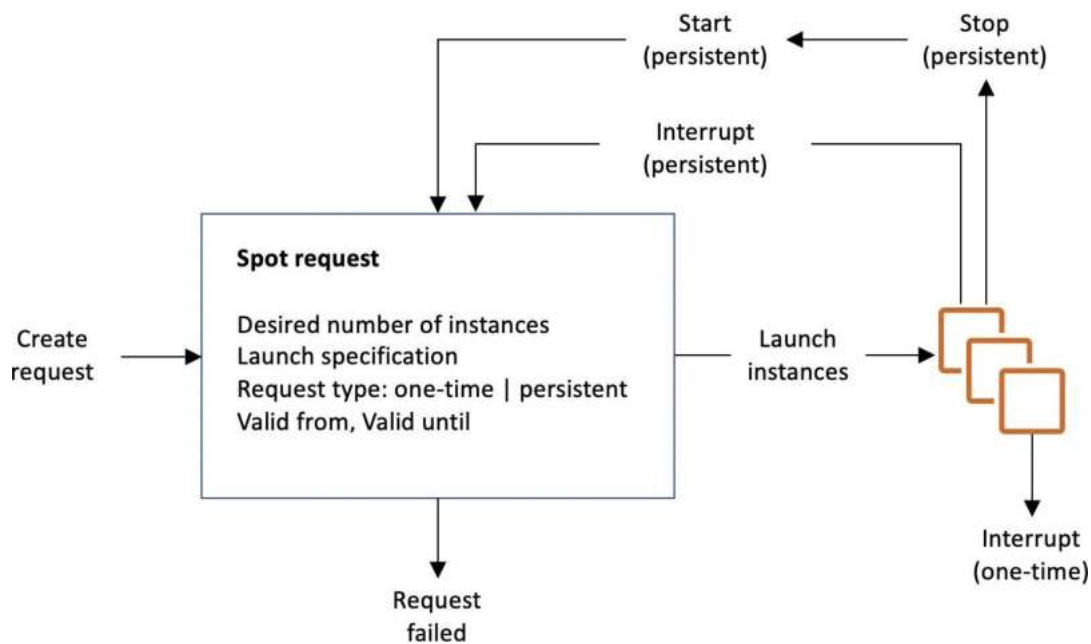 Start
(persistent)
Stop
(persistent)
Interrupt
(persistent)
Spot request
Desired number of instances
Launch specification
Request type: one-time | persistent
Valid from, Valid until
Create
request
Launch
instances
Interrupt
(one-time)
Request
failed